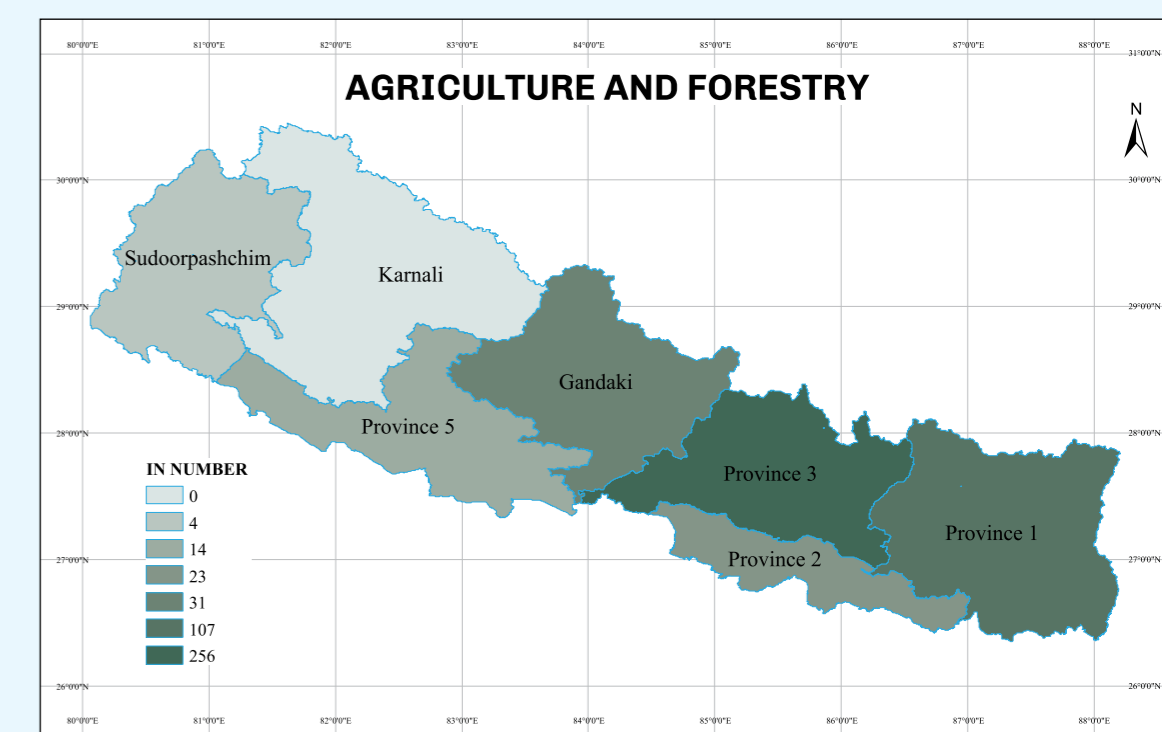 80°0'0"E 81°0'0"E 82°0'0"E 83°0'0"E 84°0'0"E 85°0'0"E 86°0'0"E 87°0'0"E 88°0'0"E
31°0'0"N
AGRICULTURE AND FORESTRY
N
30°0'0"N 30°0'0"N
Sudoorpashchim
Karnali
29°0'0"N 29°0'0"N
Gandaki
Province 5
28°0'0"N 28°0'0"N
Province 3
Province 1
Province 2
27°0'0"N
IN NUMBER
0
4
14
23
31
107
256
26°0'0"N 26°0'0"N
80°0'0"E 81°0'0"E 82°0'0"E 83°0'0"E 84°0'0"E 85°0'0"E 86°0'0"E 87°0'0"E 88°0'0"E